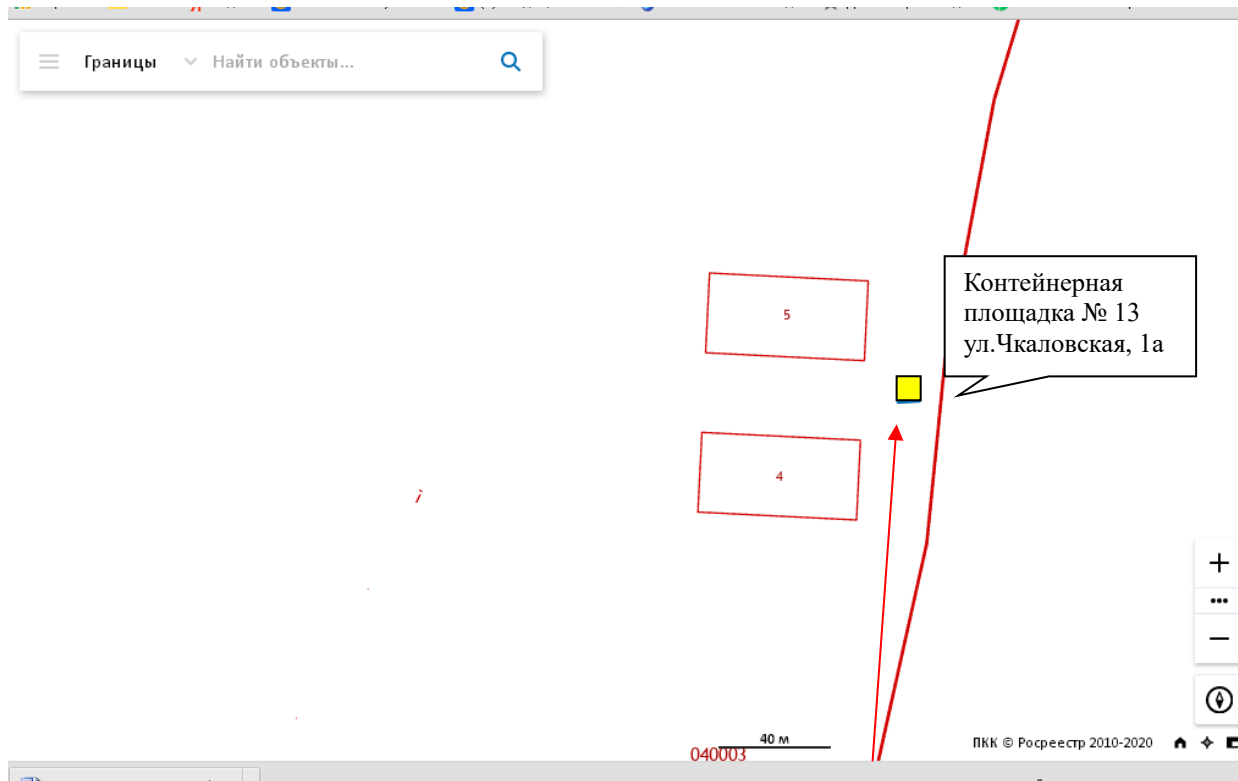 Границы Найти объекты...
Контейнерная
площадка № 13
ул.Чкаловская, 1а
5
4
40 м
040003
ПКК © Росреестр 2010-2020